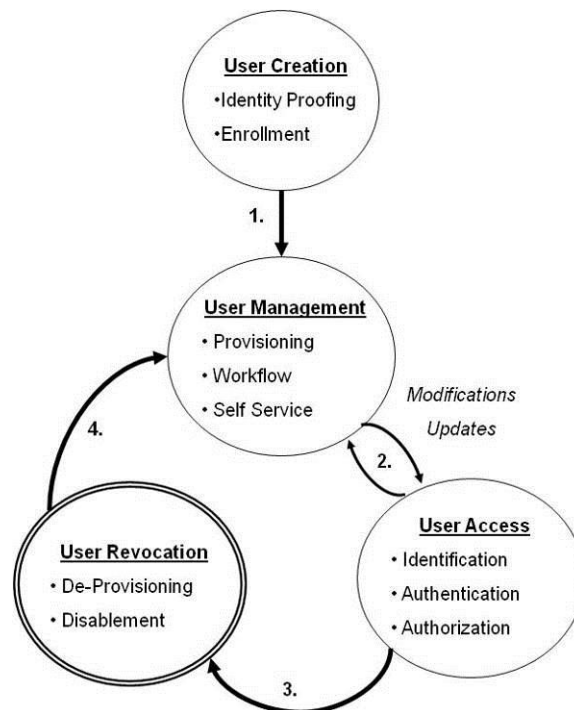 User Creation
•Identity Proofing
•Enrollment
1.
User Management
• Provisioning
• Workflow
• Self Service
Modifications
Updates
4.
2.
User Revocation
• De-Provisioning
• Disablement
User Access
• Identification
• Authentication
• Authorization
3.